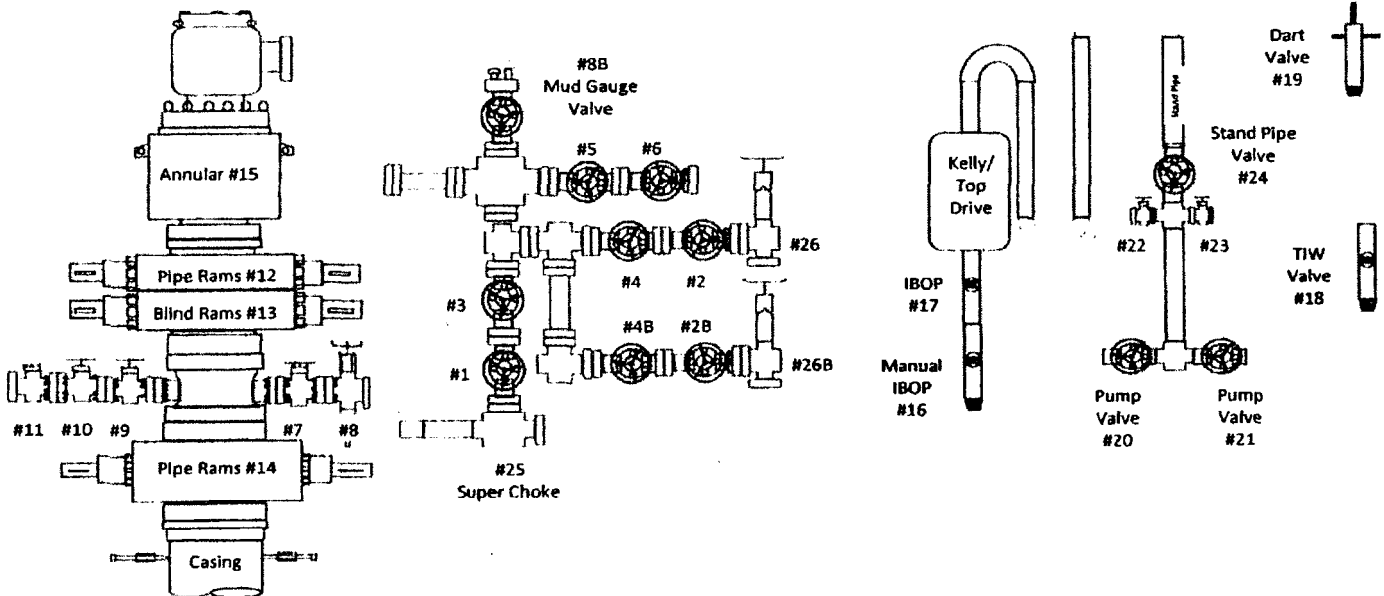 Annular #15
Pipe Rams #12
Blind Rams #13
#11
#10
#9
#7
#8
Pipe Rams #14
Casing
#8B
Mud Gauge
Valve
#5
#6
#4
#2
#26
#3
#4B
#2B
#26B
#1
#25
Super Choke
Kelly/
Top
Drive
IBOP
#17
Manual
IBOP
#16
Stand Pipe
Stand Pipe
Valve
#24
#22
#23
Pump
Valve
#20
Pump
Valve
#21
Dart
Valve
#19
TIW
Valve
#18